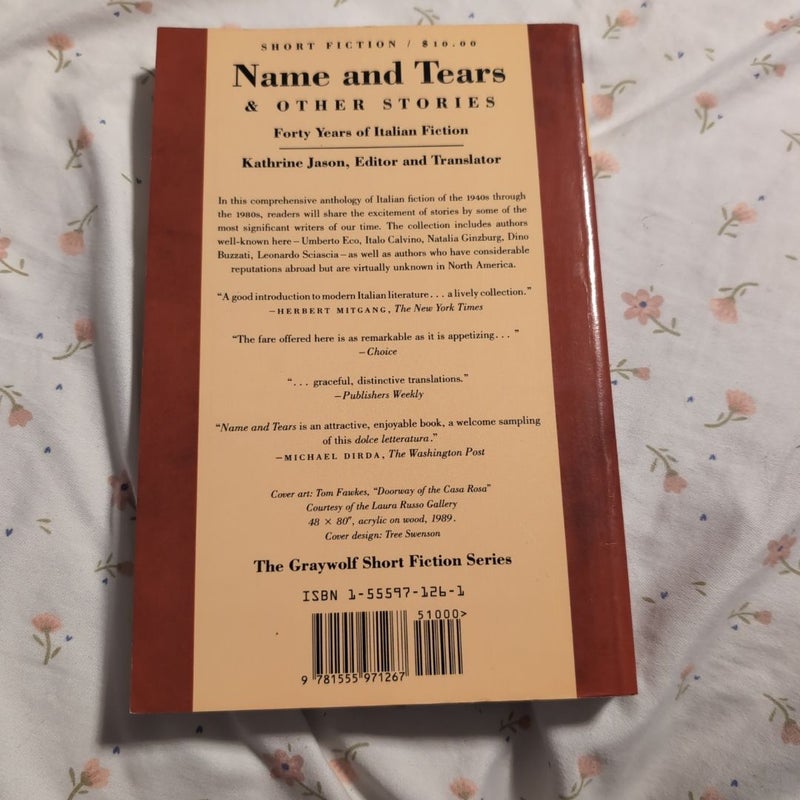 SHORT FICTION / $10.00
Name and Tears
& OTHER STORIES
Forty Years of Italian Fiction
Kathrine Jason, Editor and Translator
In this comprehensive anthology of Italian fiction of the 1940s through
the 1980s, readers will share the excitement of stories by some of the
most significant writers of our time. The collection includes authors
well-known here – Umberto Eco, Italo Calvino, Natalia Ginzburg, Dino
Buzzati, Leonardo Sciascia – as well as authors who have considerable
reputations abroad but are virtually unknown in North America.
“A good introduction to modern Italian literature . . . a lively collection.”
–HERBERT MITGANG, The New York Times
“The fare offered here is as remarkable as it is appetizing. . . ”
–Choice
“. . . graceful, distinctive translations.”
–Publishers Weekly
“Name and Tears is an attractive, enjoyable book, a welcome sampling
of this dolce letteratura.”
–MICHAEL DIRDA, The Washington Post
Cover art: Tom Fawkes, “Doorway of the Casa Rosa”
Courtesy of the Laura Russo Gallery
48 × 80″, acrylic on wood, 1989.
Cover design: Tree Swenson
The Graywolf Short Fiction Series
ISBN 1-55597-126-1
51000>
9 781555 971267